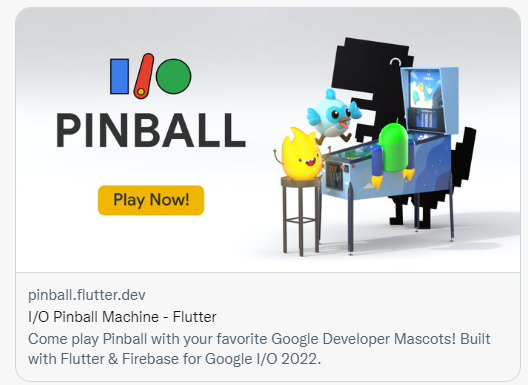 I/O
PINBALL
Play Now!
pinball.flutter.dev
I/O Pinball Machine - Flutter
Come play Pinball with your favorite Google Developer Mascots! Built
with Flutter & Firebase for Google I/O 2022.